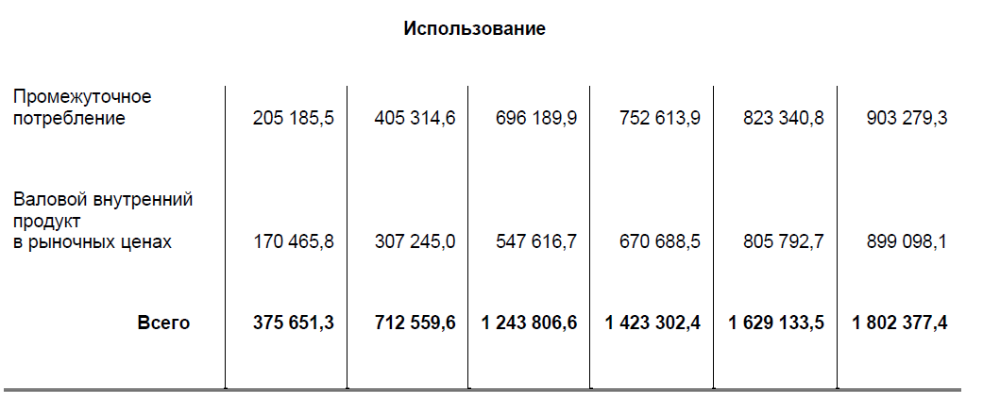 Использование
Промежуточное
потребление 205 185,5 405 314,6 696 189,9 752 613,9 823 340,8 903 279,3
Валовой внутренний
продукт
в рыночных ценах 170 465,8 307 245,0 547 616,7 670 688,5 805 792,7 899 098,1
Всего 375 651,3 712 559,6 1 243 806,6 1 423 302,4 1 629 133,5 1 802 377,4